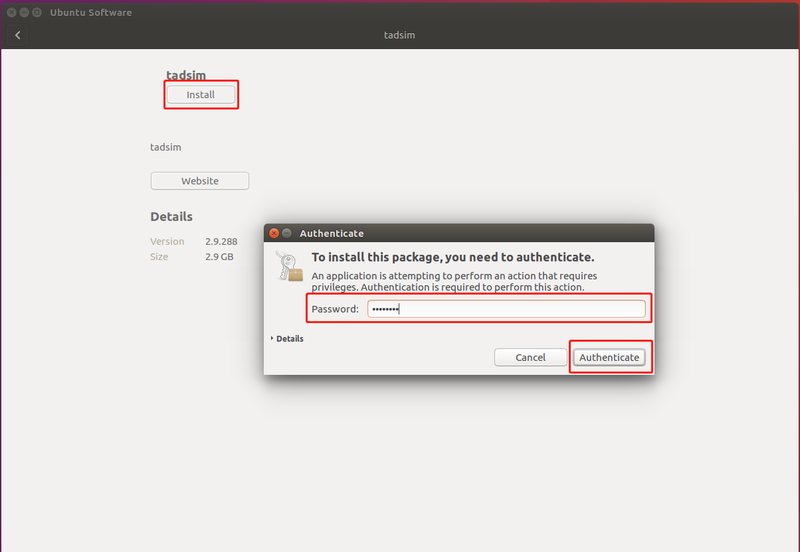 Ubuntu Software
tadsim
tadsim
Install
tadsim
Website
Details
Version 2.9.288
Size 2.9 GB
Authenticate
To install this package, you need to authenticate.
An application is attempting to perform an action that requires
privileges. Authentication is required to perform this action.
Password: ••••••••
Details
Cancel Authenticate